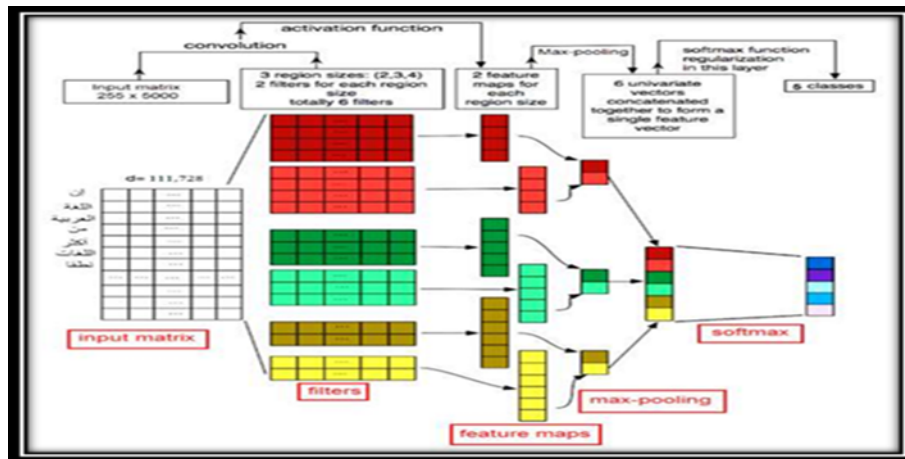 activation function
convolution
Max-pooling
softmax function
regularization
in this layer
Input matrix
255 x 5000
3 region sizes: (2,3,4)
2 filters for each region
size
totally 6 filters
2 feature
maps for
each
region size
6 univariate
vectors
concatenated
together to form a
single feature
vector
5 classes
d= 111,728
أن
اللغة
العربية
من
أكثر
اللغات
نطقا
input matrix
filters
feature maps
max-pooling
softmax